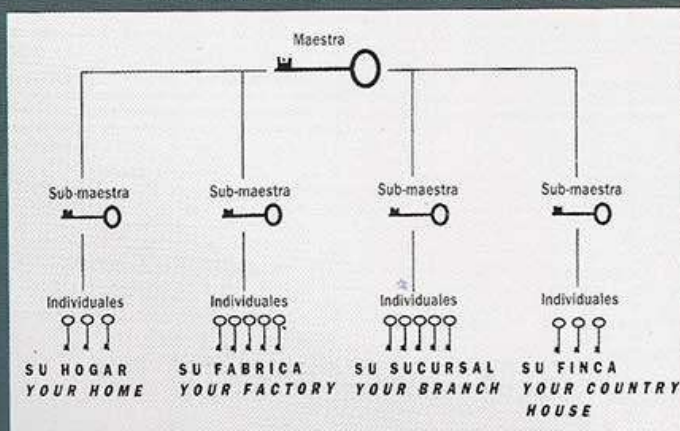 Maestra
Sub-maestra
Sub-maestra
Sub-maestra
Sub-maestra
Individuales
Individuales
Individuales
Individuales
SU HOGAR
YOUR HOME
SU FABRICA
YOUR FACTORY
SU SUCURSAL
YOUR BRANCH
SU FINCA
YOUR COUNTRY
HOUSE